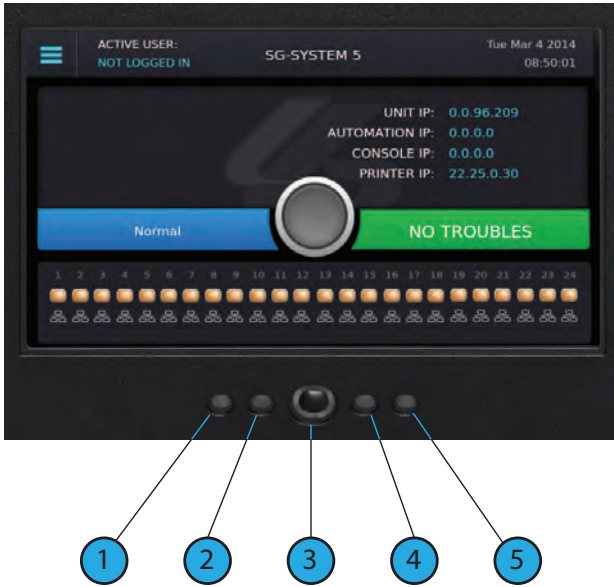 ACTIVE USER:
NOT LOGGED IN
SG-SYSTEM 5
Tue Mar 4 2014
08:50:01
UNIT IP: 0.0.96.209
AUTOMATION IP: 0.0.0.0
CONSOLE IP: 0.0.0.0
PRINTER IP: 22.25.0.30
Normal
NO TROUBLES
1 2 3 4 5 6 7 8 9 10 11 12 13 14 15 16 17 18 19 20 21 22 23 24
1 2 3 4 5